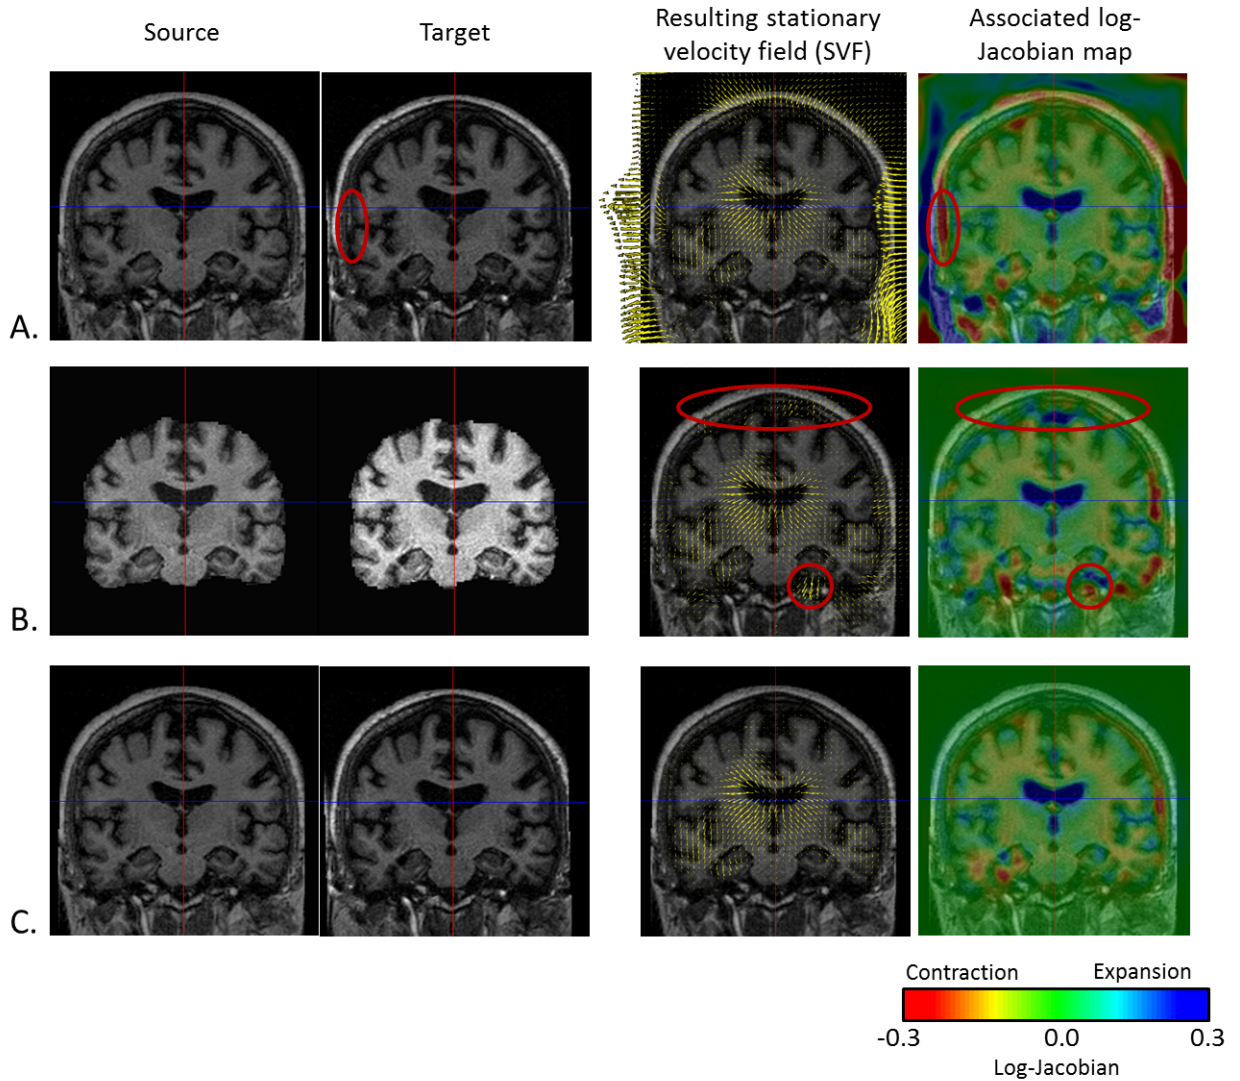 Source
Target
Resulting stationary
velocity field (SVF)
Associated log-
Jacobian map
A.
B.
C.
Contraction
Expansion
-0.3
0.0
0.3
Log-Jacobian